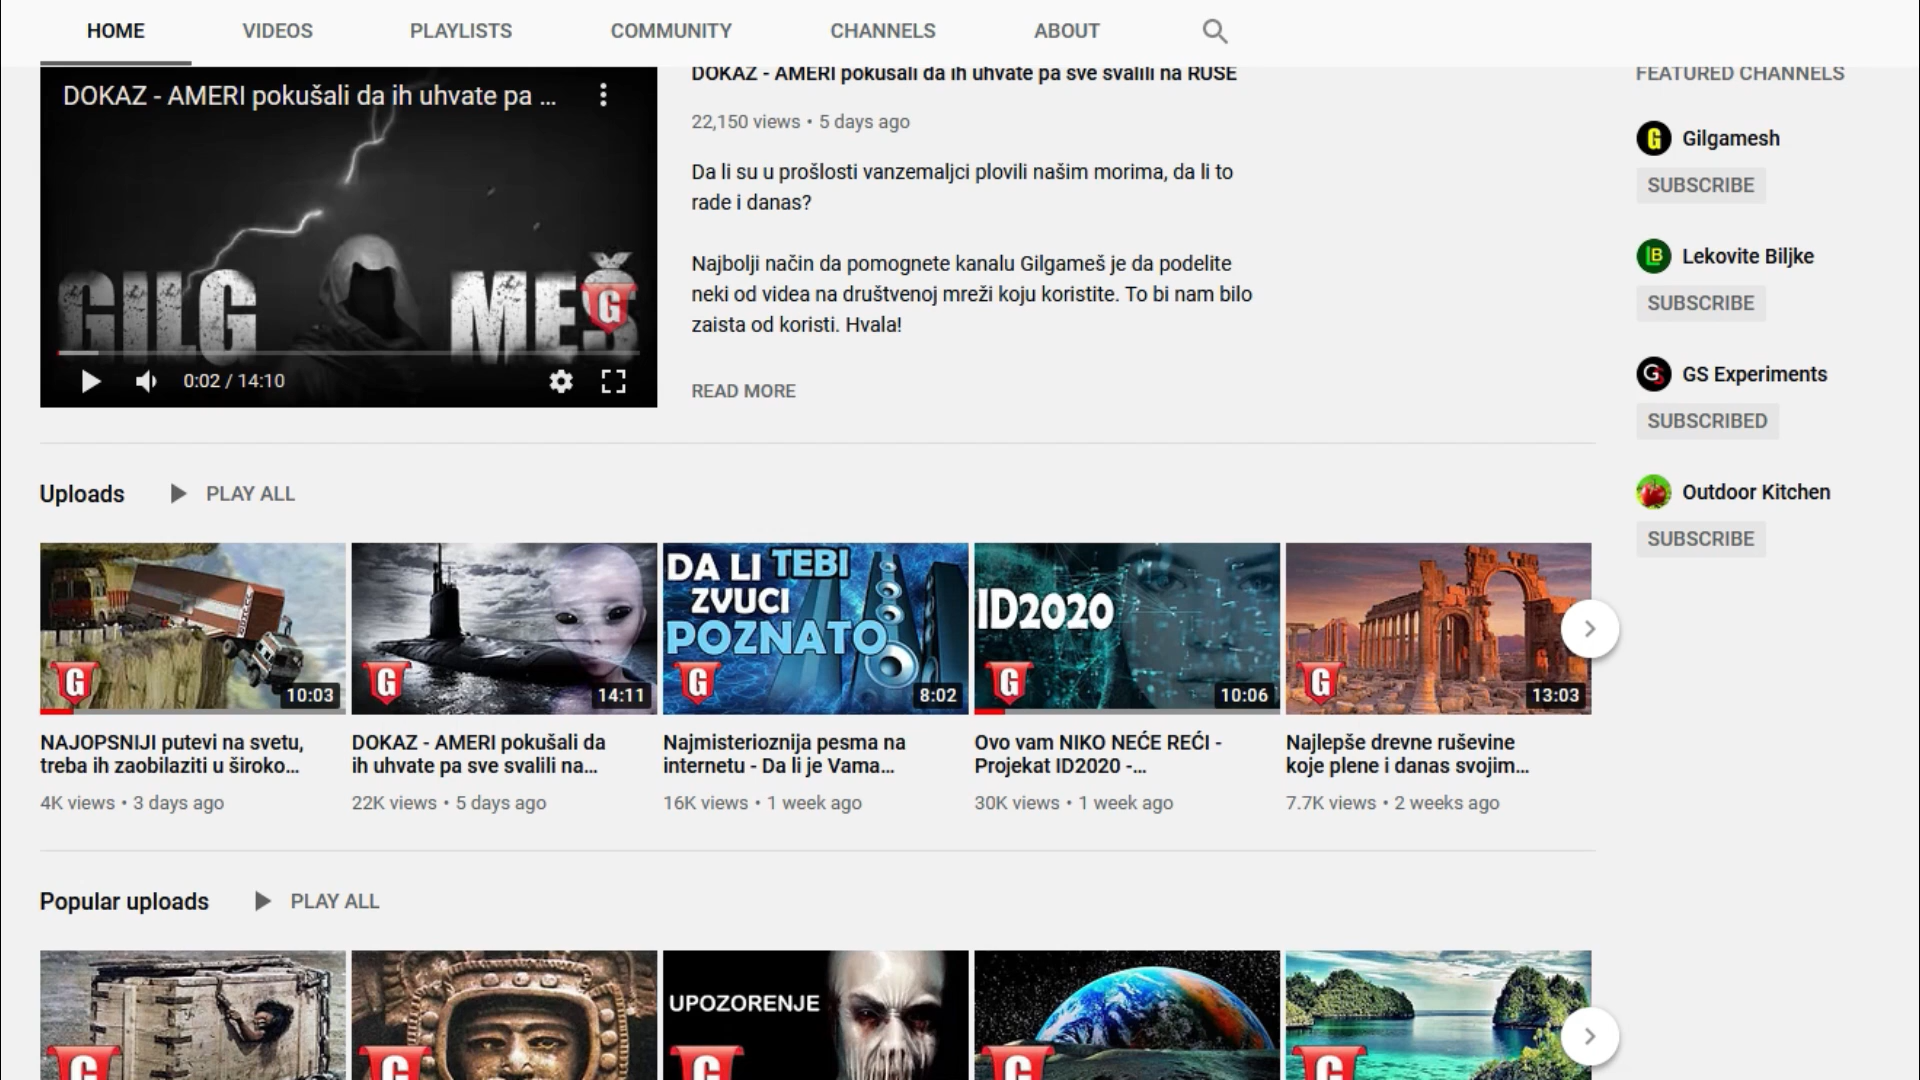 HOME VIDEOS PLAYLISTS COMMUNITY CHANNELS ABOUT
DOKAZ - AMERI pokušali da ih uhvate pa ...
GILG MEŠ
G
0:02 / 14:10
DOKAZ - AMERI pokušali da ih uhvate pa sve svalili na RUSE
22,150 views • 5 days ago
Da li su u prošlosti vanzemaljci plovili našim morima, da li to
rade i danas?
Najbolji način da pomognete kanalu Gilgameš je da podelite
neki od videa na društvenoj mreži koju koristite. To bi nam bilo
zaista od koristi. Hvala!
READ MORE
FEATURED CHANNELS
G
Gilgamesh
SUBSCRIBE
LB
Lekovite Biljke
SUBSCRIBE
GS
GS Experiments
SUBSCRIBED
Outdoor Kitchen
SUBSCRIBE
Uploads PLAY ALL
G
10:03
NAJOPSNIJI putevi na svetu,
treba ih zaobilaziti u široko...
4K views • 3 days ago
G
14:11
DOKAZ - AMERI pokušali da
ih uhvate pa sve svalili na...
22K views • 5 days ago
DA LI TEBI
ZVUCI
POZNATO
G
8:02
Najmisterioznija pesma na
internetu - Da li je Vama...
16K views • 1 week ago
ID2020
G
10:06
Ovo vam NIKO NEĆE REĆI -
Projekat ID2020 -...
30K views • 1 week ago
G
13:03
Najlepše drevne ruševine
koje plene i danas svojim...
7.7K views • 2 weeks ago
Popular uploads PLAY ALL
G
G
UPOZORENJE
G
G
G